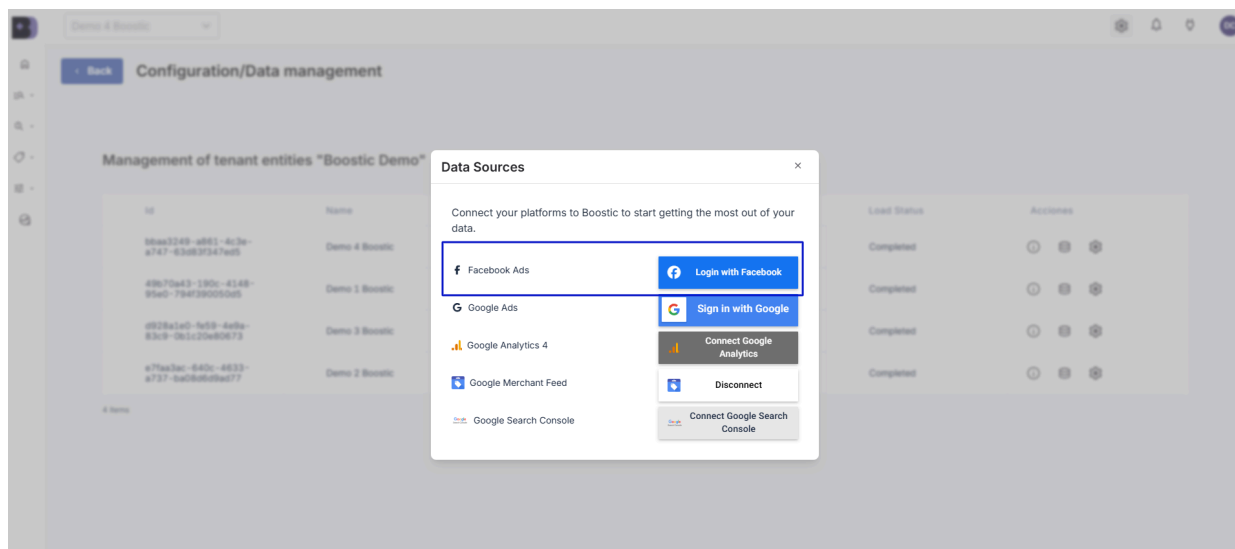 Demo 4 Boostic
DC
< Back
Configuration/Data management
Management of tenant entities "Boostic Demo"
Data Sources
×
Connect your platforms to Boostic to start getting the most out of your
data.
Facebook Ads
Login with Facebook
Google Ads
Sign in with Google
Google Analytics 4
Connect Google
Analytics
Google Merchant Feed
Disconnect
Google Search Console
Connect Google Search
Console
Id
Name
Load Status
Acciones
Demo 4 Boostic
Completed
Demo 1 Boostic
Completed
Demo 3 Boostic
Completed
Demo 2 Boostic
Completed
4 items